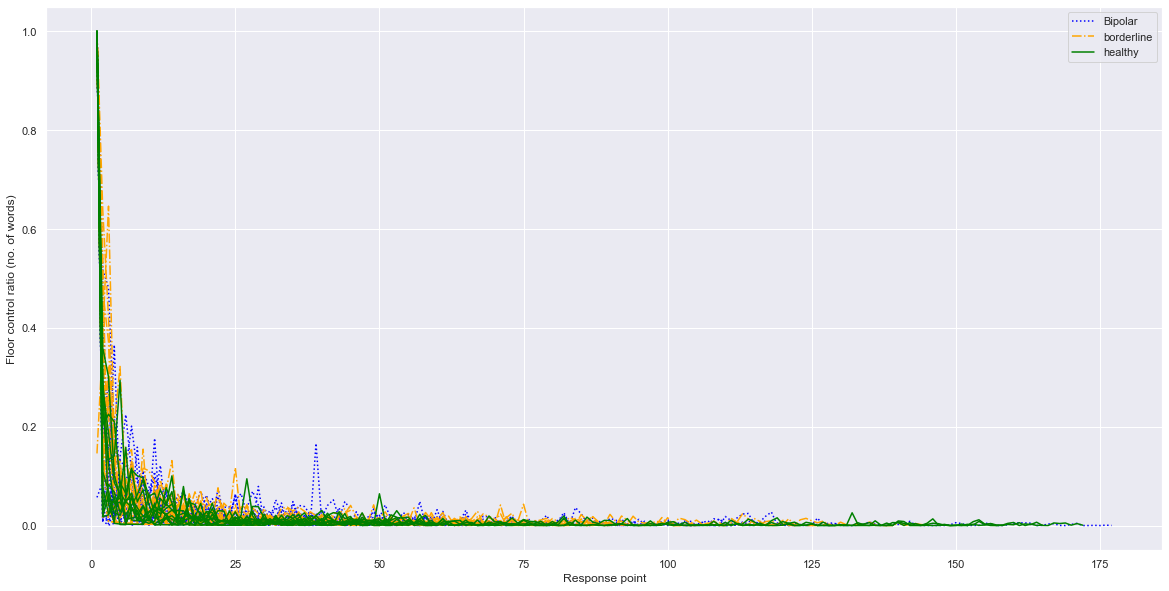 Bipolar
borderline
healthy
1.0
0.8
0.6
0.4
0.2
0.0
Floor control ratio (no. of words)
0 25 50 75 100 125 150 175
Response point